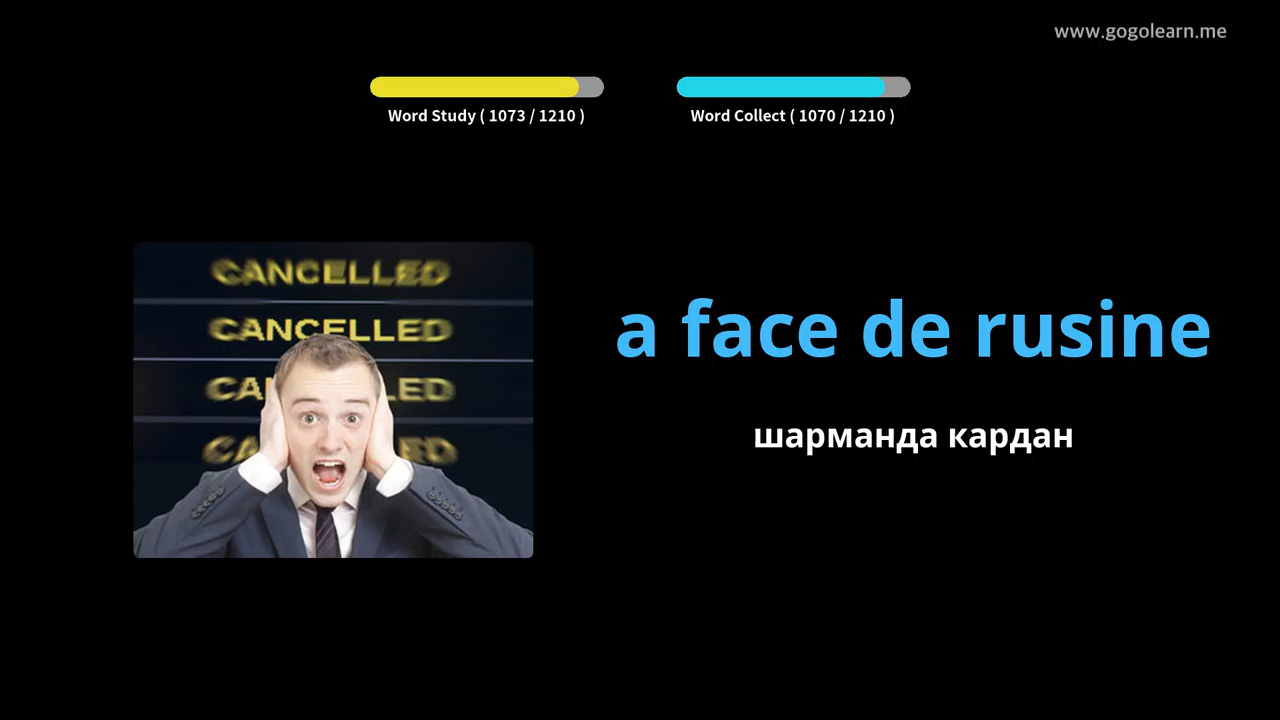 www.gogolearn.me
Word Study ( 1073 / 1210 )
Word Collect ( 1070 / 1210 )
CANCELLED
CANCELLED
a face de rusine
шарманда кардан